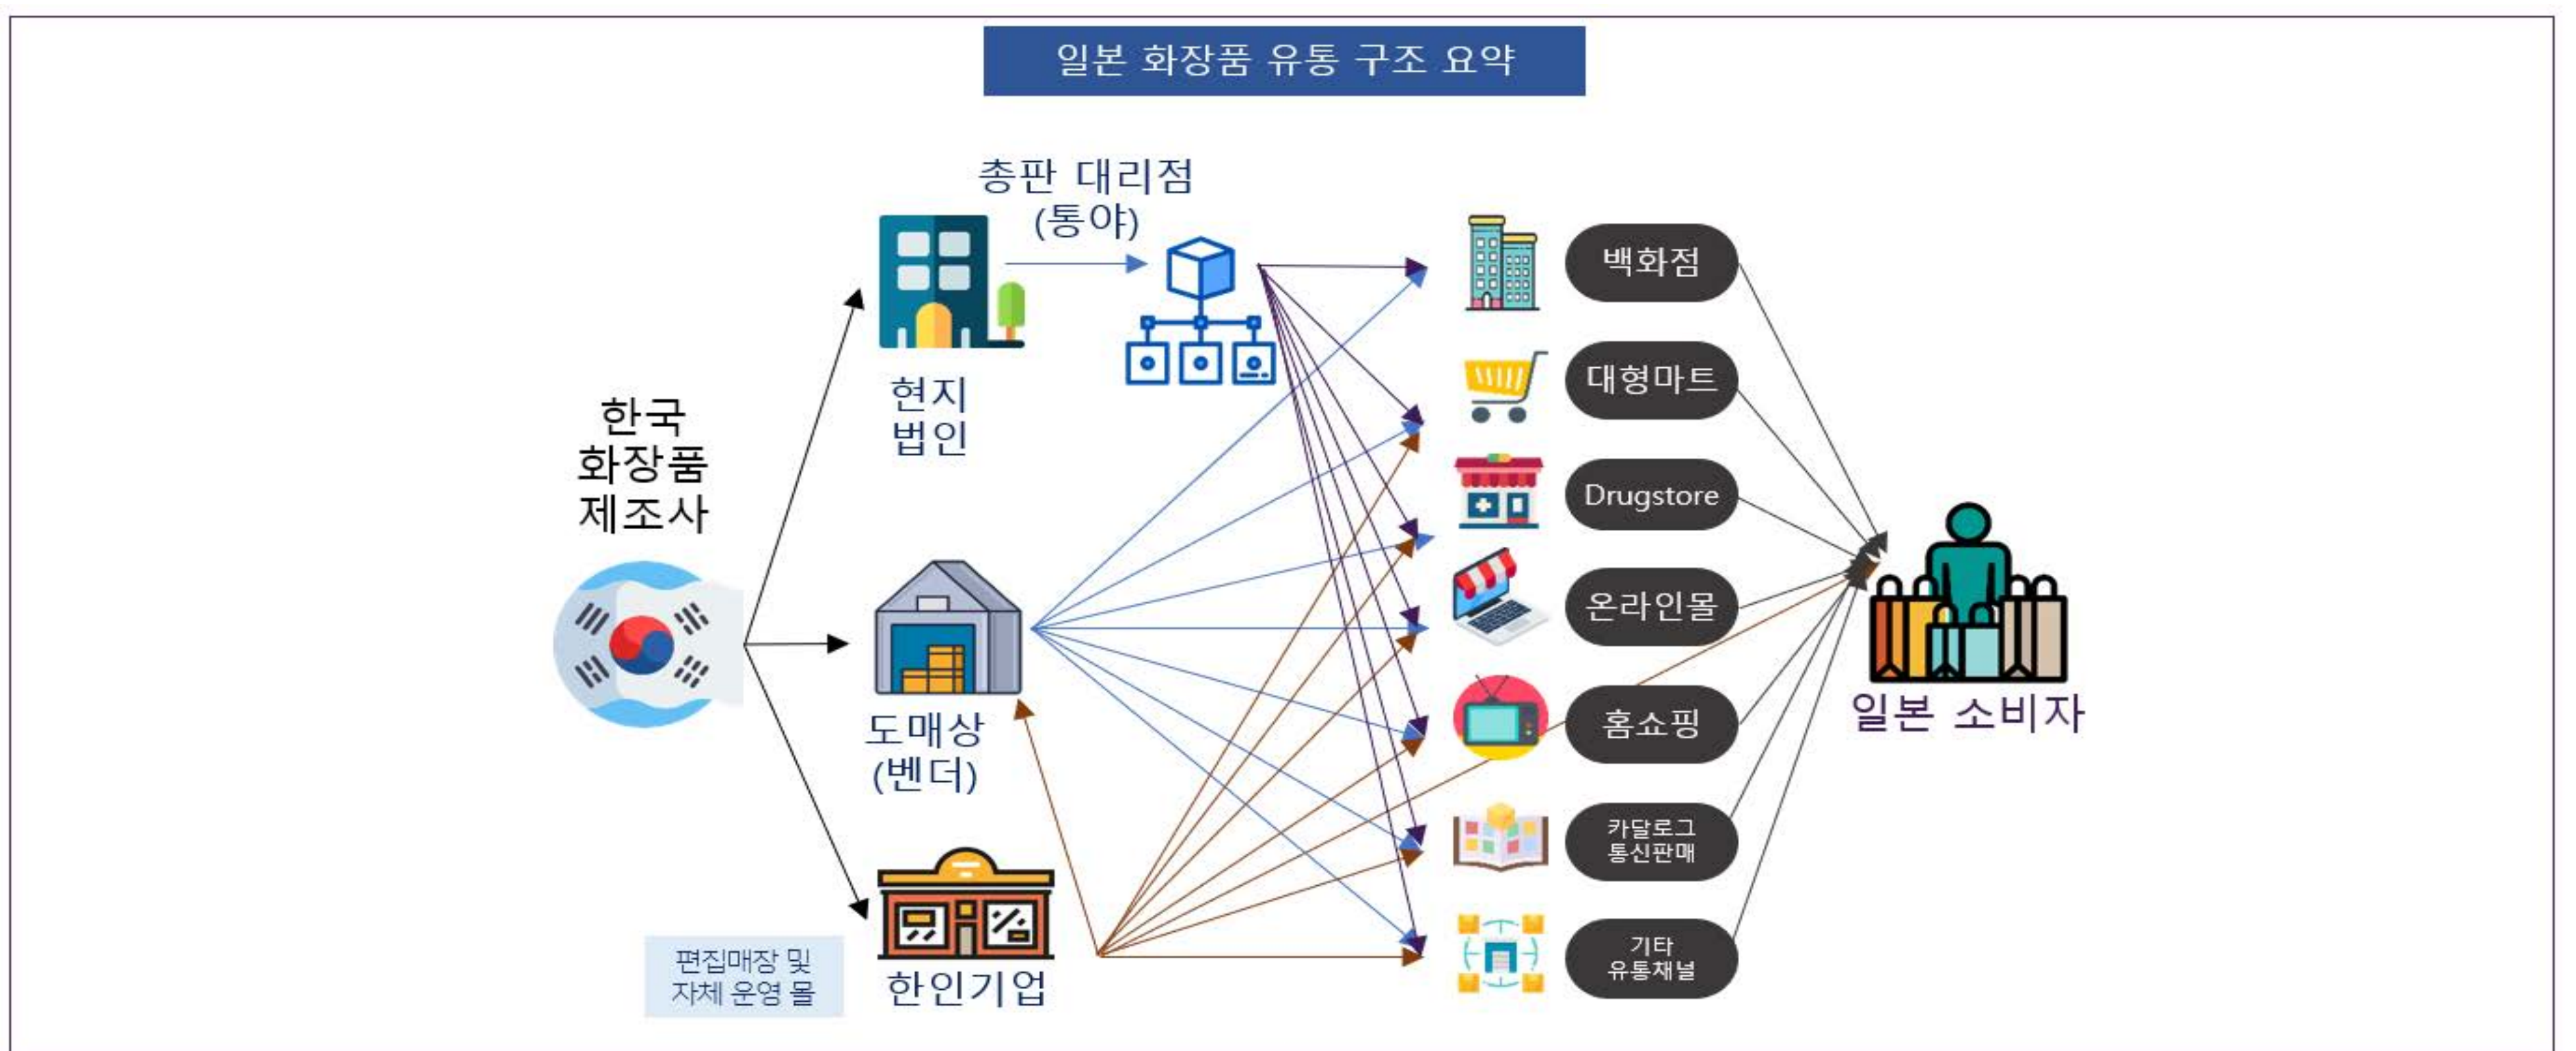 일본 화장품 유통 구조 요약
총판 대리점
(통야)
현지
법인
한국
화장품
제조사
도매상
(벤더)
편집매장 및
자체 운영 몰
한인기업
백화점
대형마트
Drugstore
온라인몰
홈쇼핑
카달로그
통신판매
기타
유통채널
일본 소비자